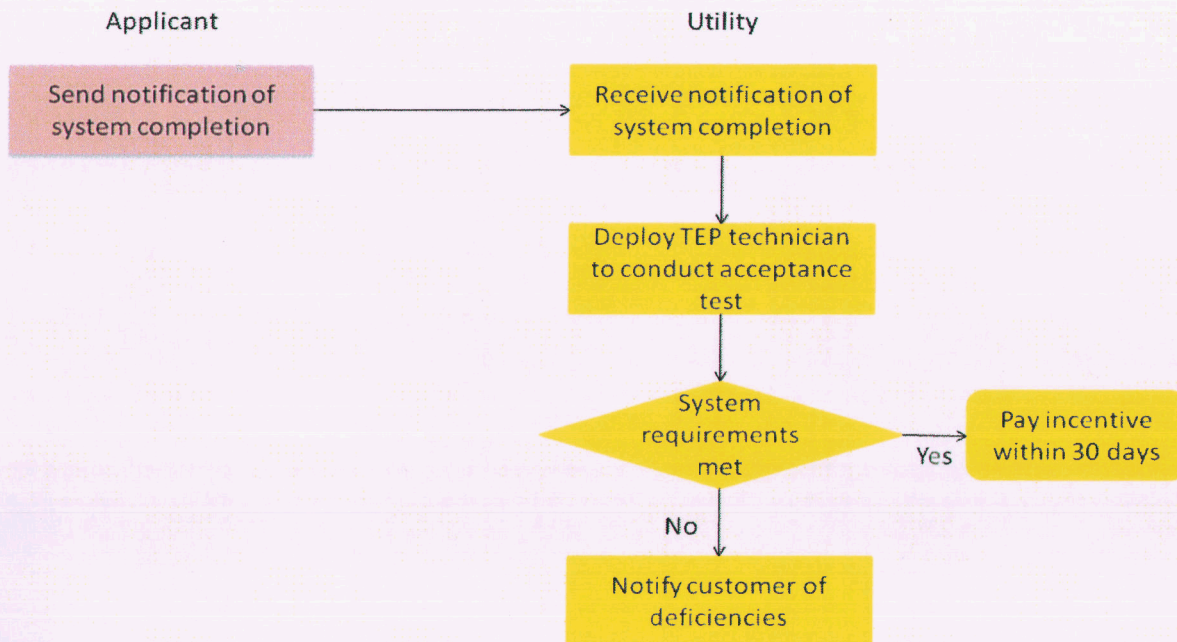 Applicant
Utility
Send notification of
system completion
Receive notification of
system completion
Deploy TEP technician
to conduct acceptance
test
System
requirements
met
Yes
Pay incentive
within 30 days
No
Notify customer of
deficiencies